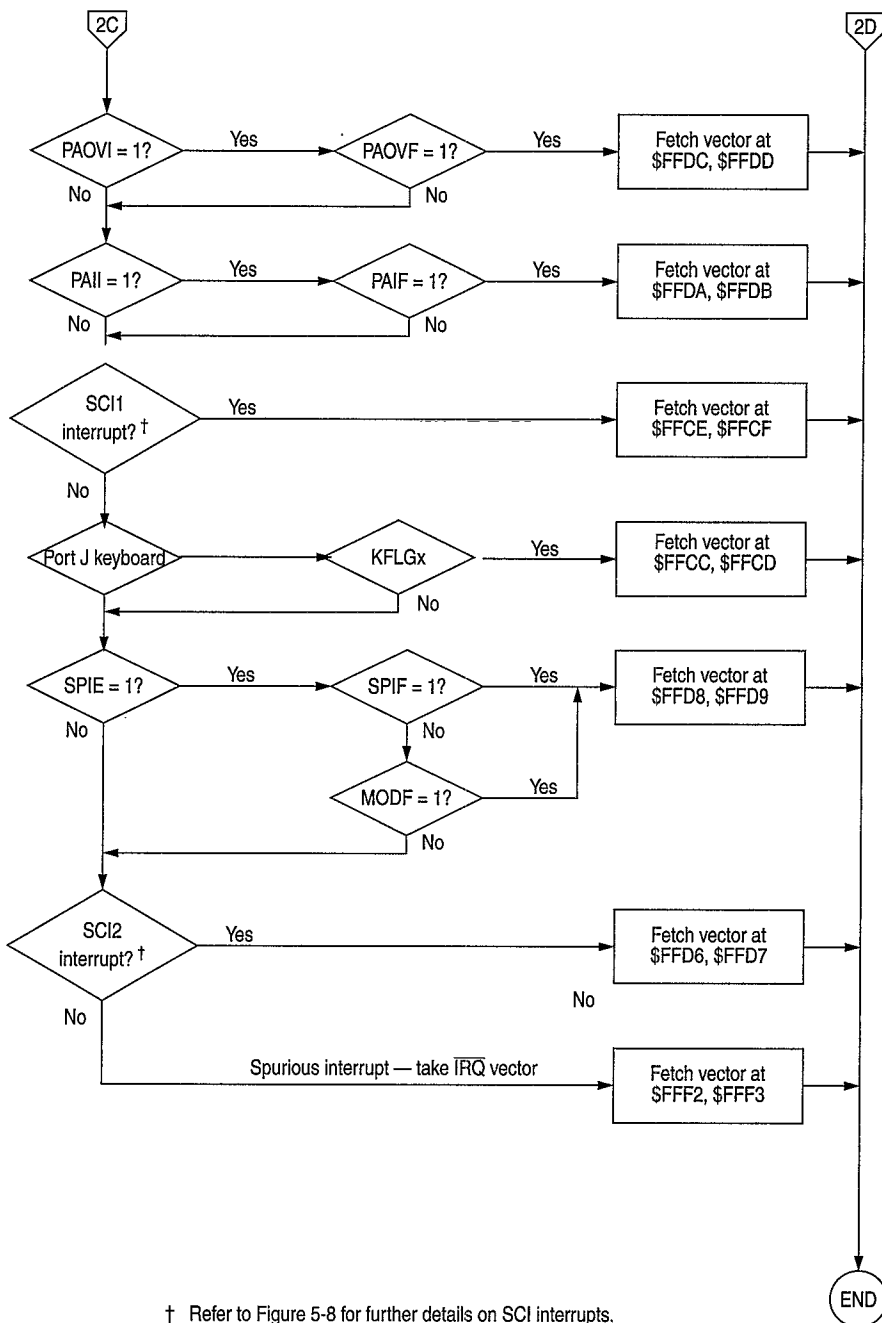 2C
2D
PAOVI = 1?
Yes
PAOVF = 1?
Yes
Fetch vector at
$FFDC, $FFDD
No
No
PAII = 1?
Yes
PAIF = 1?
Yes
Fetch vector at
$FFDA, $FFDB
No
No
SCI1
interrupt? †
Yes
Fetch vector at
$FFCE, $FFCF
No
Port J keyboard
KFLGx
Yes
Fetch vector at
$FFCC, $FFCD
No
SPIE = 1?
Yes
SPIF = 1?
Yes
Fetch vector at
$FFD8, $FFD9
No
No
MODF = 1?
Yes
No
SCI2
interrupt? †
Yes
Fetch vector at
$FFD6, $FFD7
No
No
Spurious interrupt — take IRQ vector
Fetch vector at
$FFF2, $FFF3
END
† Refer to Figure 5-8 for further details on SCI interrupts.